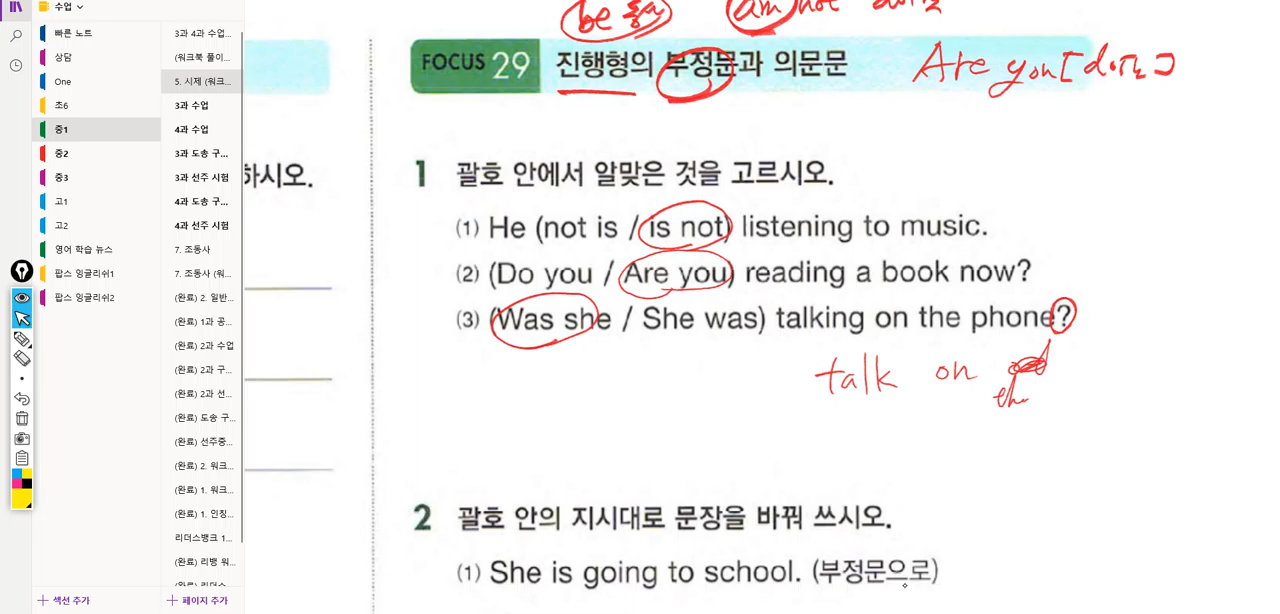 수업
빠른 노트
상담
One
초6
중1
중2
중3
고1
고2
영어 학습 뉴스
팝스 잉글리쉬1
팝스 잉글리쉬2
섹션 추가
3과 4과 수업...
(워크북 풀이...
5. 시제 (워크...
3과 수업
4과 수업
3과 도송 구...
3과 선주 시험
4과 도송 구...
4과 선주 시험
7. 조동사
7. 조동사 (워...
(완료) 2. 일반...
(완료) 1과 공...
(완료) 2과 수업
(완료) 2과 구...
(완료) 2과 선...
(완료) 도송 구...
(완료) 선주중...
(완료) 2. 워크...
(완료) 1. 워크...
(완료) 1. 인칭...
리더스뱅크 1...
(완료) 리뱅 워...
페이지 추가
하시오.
be 동사
am not
FOCUS 29 진행형의 부정문과 의문문
Are you
1 괄호 안에서 알맞은 것을 고르시오.
(1) He (not is / is not) listening to music.
(2) (Do you / Are you) reading a book now?
(3) (Was she / She was) talking on the phone?
talk on
the
2 괄호 안의 지시대로 문장을 바꿔 쓰시오.
(1) She is going to school. (부정문으로)